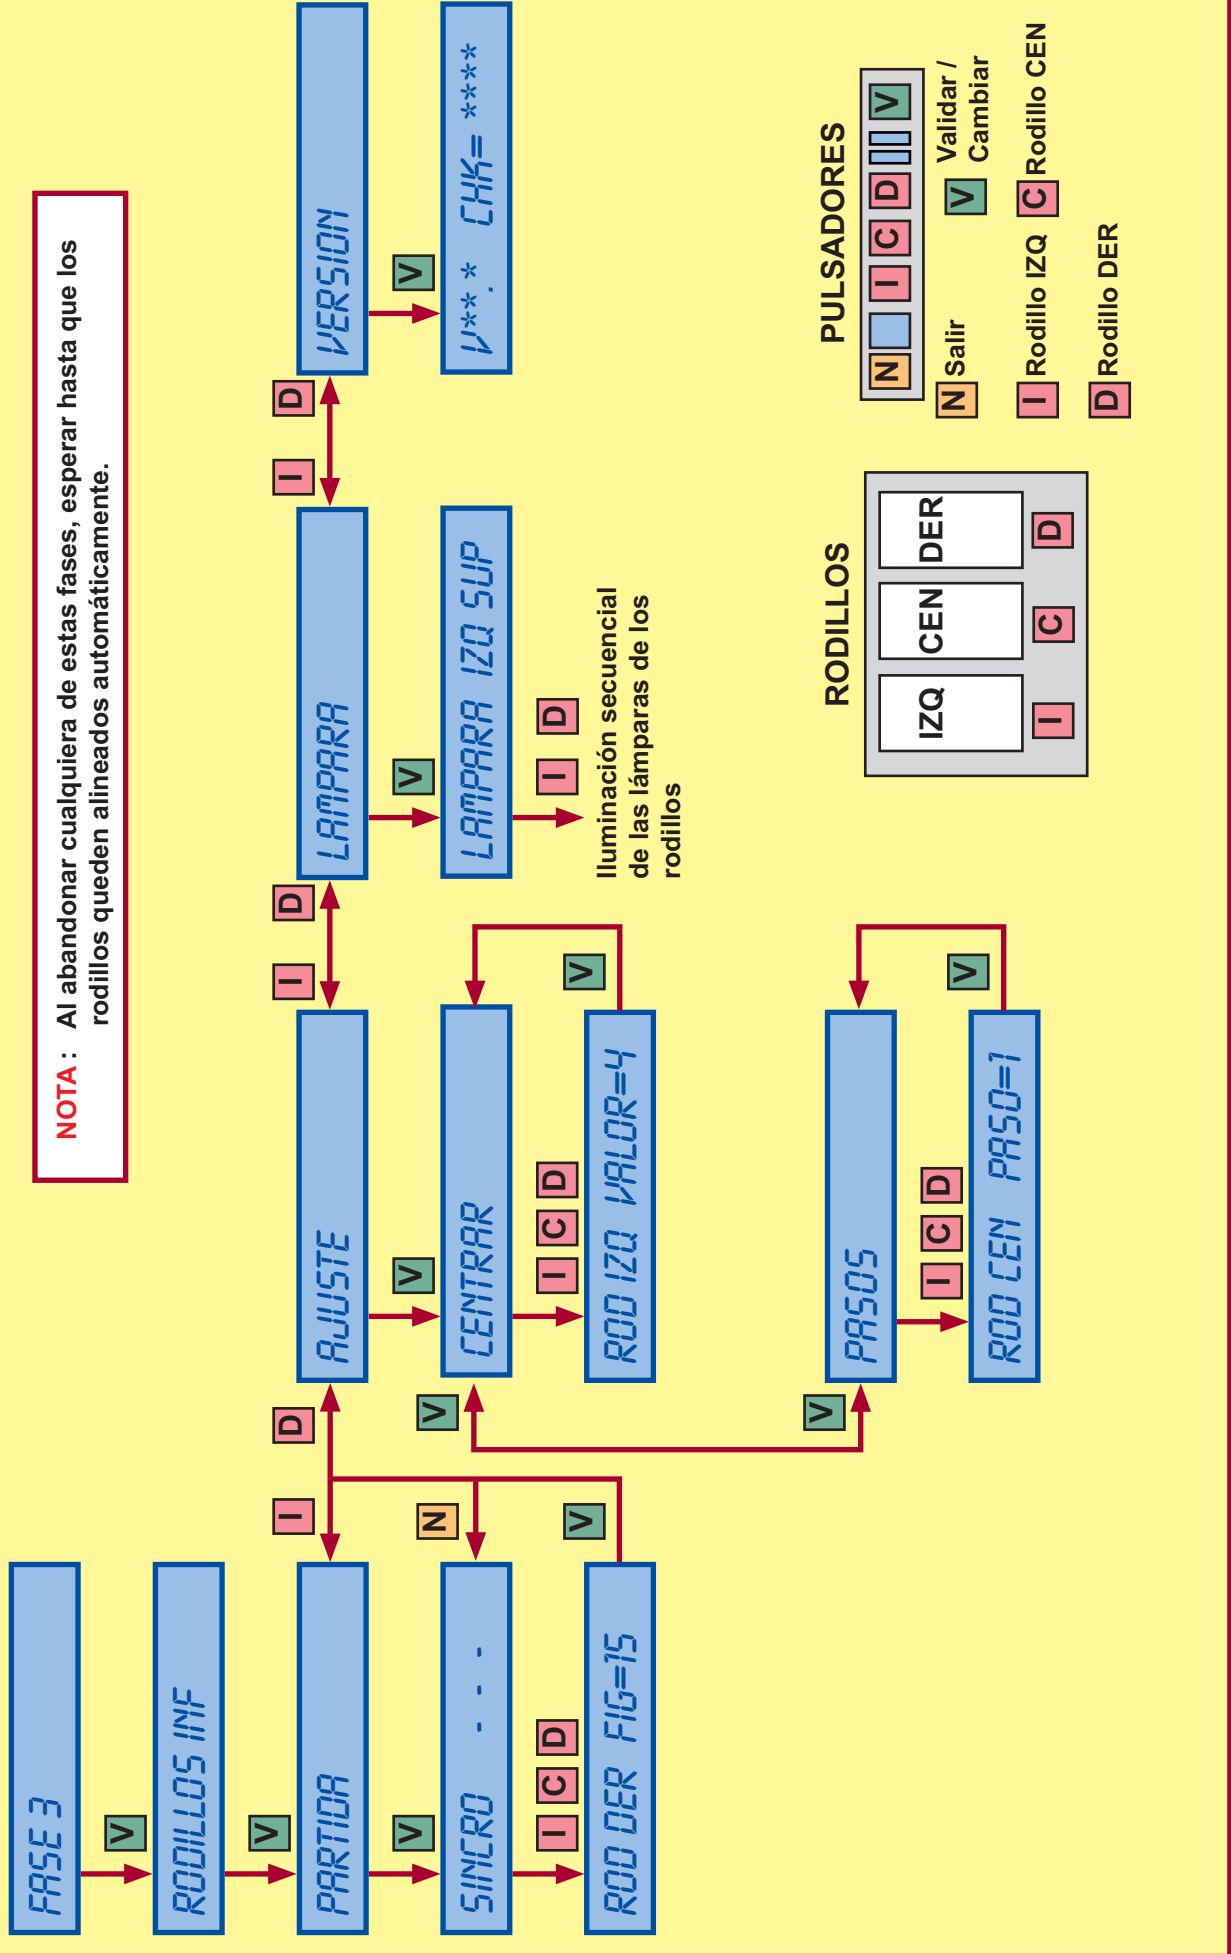 NOTA : Al abandonar cualquiera de estas fases, esperar hasta que los
rodillos queden alineados automáticamente.
FASE 3
V
RODILLOS INF
V
PARTIDA
I D
AJUSTE
I D
LAMPARA
I D
VERSION
V
V
V
V
SINCRO - - -
N
V
CENTRAR
LAMPARA IZQ SUP
V**.* CHK=****
I C D
I C D
I D
ROD DER FIG=15
V
ROD IZQ VALOR=4
V
Iluminación secuencial
de las lámparas de los
rodillos
V
PASOS
I C D
ROD CEN PASO=1
V
RODILLOS
IZQ CEN DER
I C D
PULSADORES
N I C D V
N Salir
V Validar /
Cambiar
I Rodillo IZQ
C Rodillo CEN
D Rodillo DER